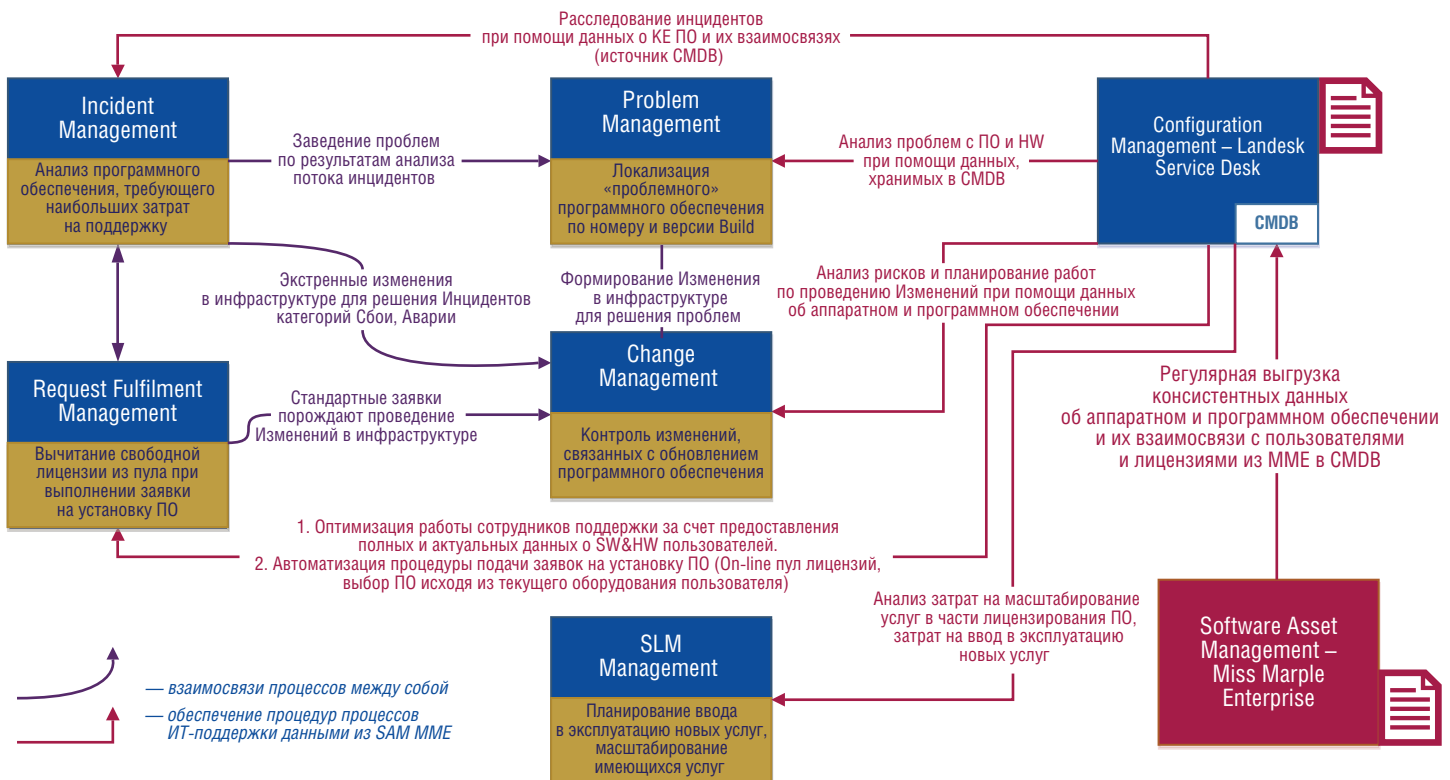 Расследование инцидентов
при помощи данных о КЕ ПО и их взаимосвязях
(источник CMDB)
Incident
Management
Анализ программного
обеспечения, требующего
наибольших затрат
на поддержку
Заведение проблем
по результатам анализа
потока инцидентов
Problem
Management
Локализация
«проблемного»
программного обеспечения
по номеру и версии Build
Анализ проблем с ПО и HW
при помощи данных,
хранимых в CMDB
Configuration
Management – Landesk
Service Desk
CMDB
Экстренные изменения
в инфраструктуре для решения Инцидентов
категорий Сбои, Аварии
Формирование Изменения
в инфраструктуре
для решения проблем
Анализ рисков и планирование работ
по проведению Изменений при помощи данных
об аппаратном и программном обеспечении
Request Fulfilment
Management
Вычитание свободной
лицензии из пула при
выполнении заявки
на установку ПО
Стандартные заявки
порождают проведение
Изменений в инфраструктуре
Change
Management
Контроль изменений,
связанных с обновлением
программного обеспечения
Регулярная выгрузка
консистентных данных
об аппаратном и программном обеспечении
и их взаимосвязи с пользователями
и лицензиями из MME в CMDB
1. Оптимизация работы сотрудников поддержки за счет предоставления
полных и актуальных данных о SW&HW пользователей.
2. Автоматизация процедуры подачи заявок на установку ПО (On-line пул лицензий,
выбор ПО исходя из текущего оборудования пользователя)
Анализ затрат на масштабирование
услуг в части лицензирования ПО,
затрат на ввод в эксплуатацию
новых услуг
SLM
Management
Планирование ввода
в эксплуатацию новых услуг,
масштабирование
имеющихся услуг
Software Asset
Management –
Miss Marple
Enterprise
— взаимосвязи процессов между собой
— обеспечение процедур процессов
ИТ-поддержки данными из SAM MME